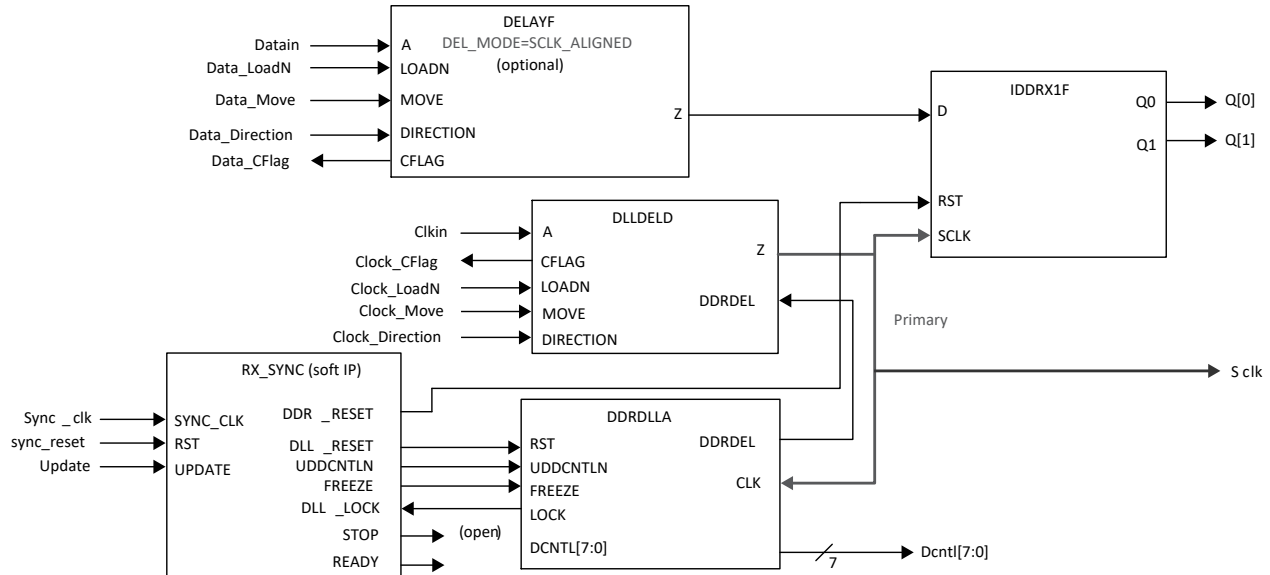 DELAYF
DEL_MODE=SCLK_ALIGNED
(optional)
Datain
A
Data_LoadN
LOADN
Data_Move
MOVE
Data_Direction
DIRECTION
Data_CFlag
CFLAG
Z
IDDRX1F
D
Q0
Q[0]
Q1
Q[1]
RST
SCLK
DLLDELD
Clkin
A
Clock_CFlag
CFLAG
Clock_LoadN
LOADN
Clock_Move
MOVE
Clock_Direction
DIRECTION
Z
DDRDEL
Primary
S clk
RX_SYNC (soft IP)
Sync _ clk
SYNC_CLK
sync_reset
RST
Update
UPDATE
DDR _RESET
DLL _RESET
UDDCNTLN
FREEZE
DLL _LOCK
STOP
(open)
READY
DDRDLLA
RST
UDDCNTLN
FREEZE
LOCK
DCNTL[7:0]
DDRDEL
CLK
7
Dcntl[7:0]